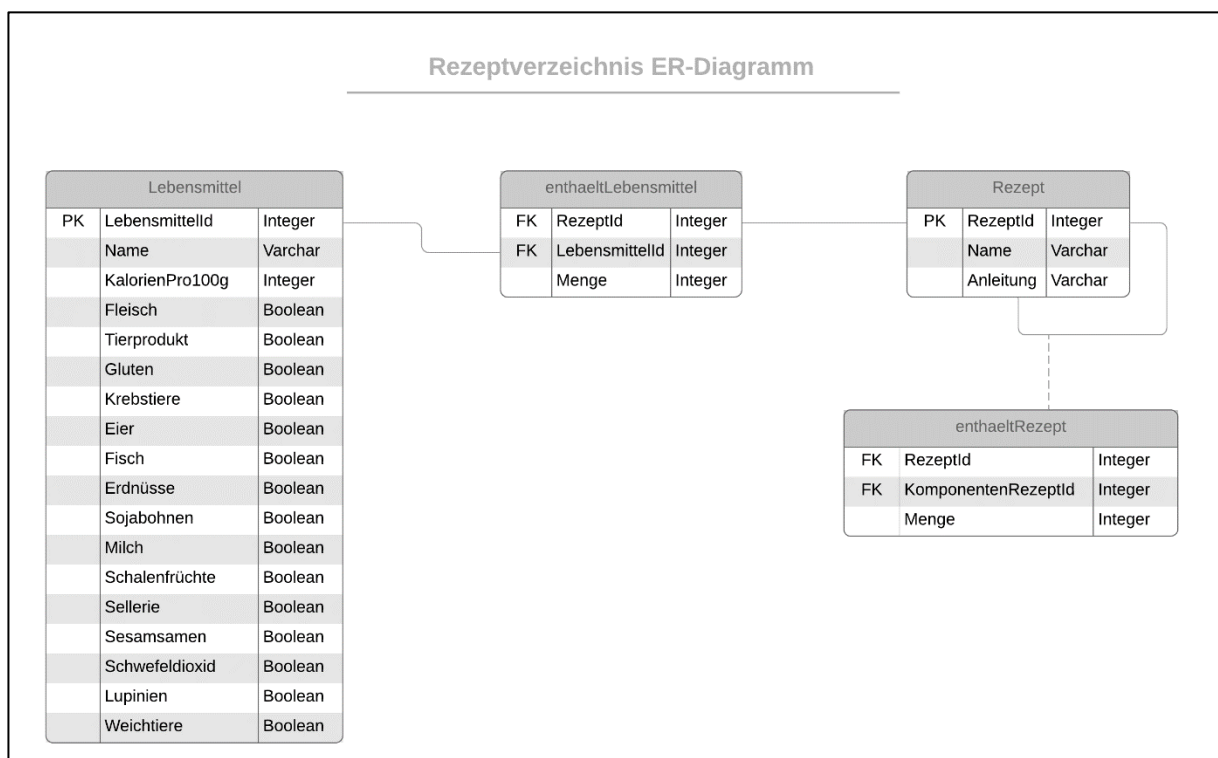 Rezeptverzeichnis ER-Diagramm
Lebensmittel
PK LebensmittelId Integer
Name Varchar
KalorienPro100g Integer
Fleisch Boolean
Tierprodukt Boolean
Gluten Boolean
Krebstiere Boolean
Eier Boolean
Fisch Boolean
Erdnüsse Boolean
Sojabohnen Boolean
Milch Boolean
Schalenfrüchte Boolean
Sellerie Boolean
Sesamsamen Boolean
Schwefeldioxid Boolean
Lupinien Boolean
Weichtiere Boolean
enthaeltLebensmittel
FK RezeptId Integer
FK LebensmittelId Integer
Menge Integer
Rezept
PK RezeptId Integer
Name Varchar
Anleitung Varchar
enthaeltRezept
FK RezeptId Integer
FK KomponentenRezeptId Integer
Menge Integer